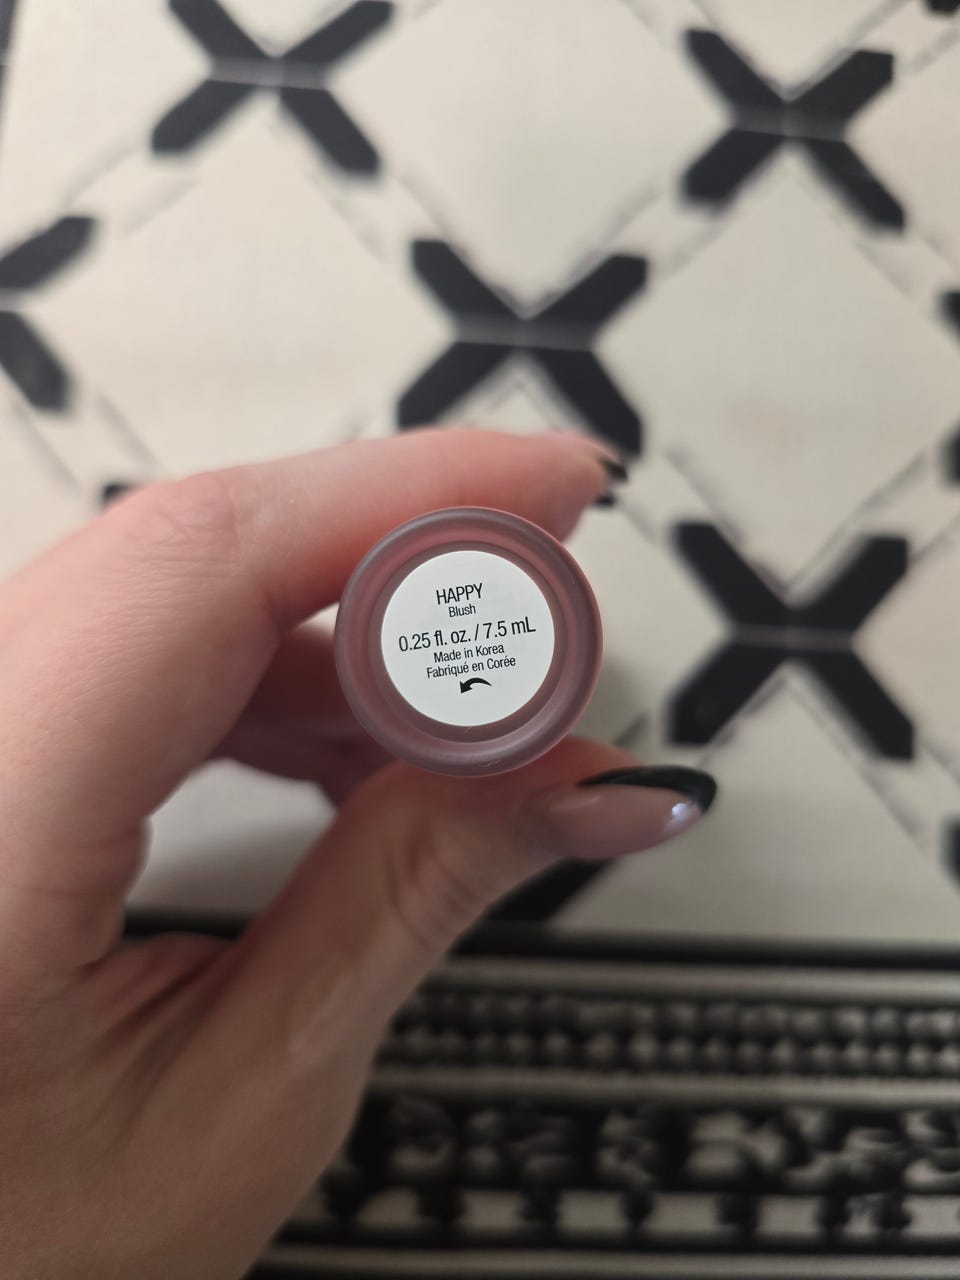 HAPPY
Blush
0.25 fl. oz. / 7.5 mL
Made in Korea
Fabriqué en Corée